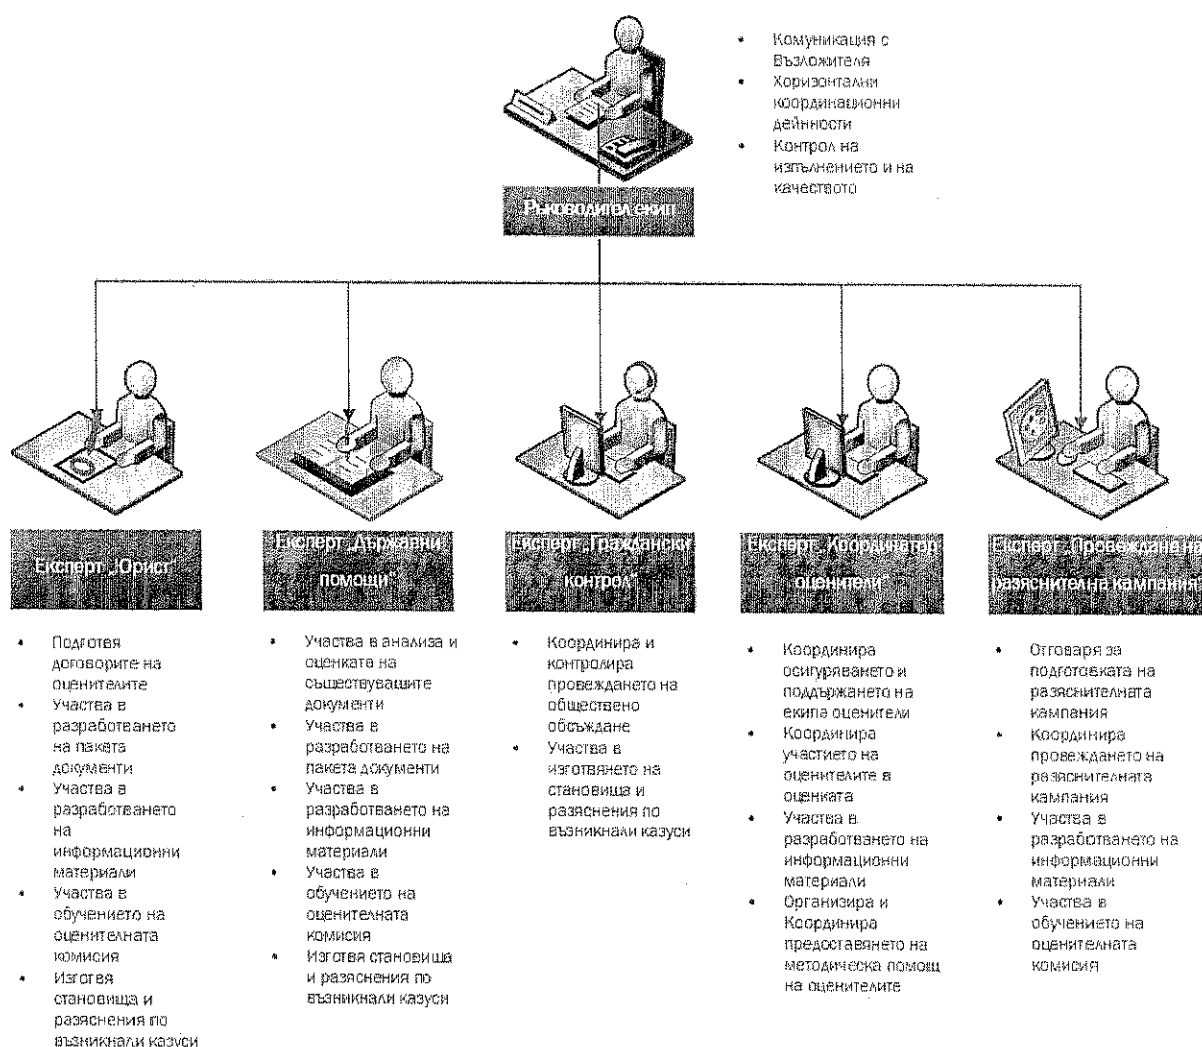 • Комуникация с
Възложителя
• Хоризонтални
координационни
дейнности
• Контрол на
изпълнението и на
качеството
„Ръководител екип“
Експерт „Юрист“
• Подготвя
договорите на
оценителите
• Участва в
разработването
на пакета
документи
• Участва в
разработването
на
информационни
материали
• Участва в
обучението на
оценителната
комисия
• Изготвя
становища и
разяснения по
възникнали казуси
Експерт „Държавни
помощи“
• Участва в анализа и
оценката на
съществуващите
документи
• Участва в
разработването на
пакета документи
• Участва в
разработването на
информационни
материали
• Участва в
обучението на
оценителната
комисия
• Изготвя становища
и разяснения по
възникнали казуси
Експерт „Граждански
контрол“
• Координира и
контролира
провеждането на
обществено
обсъждане
• Участва в
изготвянето на
становища и
разяснения по
възникнали казуси
Експерт „Координатор
оценители“
• Координира
осигуряването и
поддържането на
екипа оценители
• Координира
участието на
оценителите в
оценката
• Участва в
разработването на
информационни
материали
• Организира и
Координира
предоставянето на
методическа помощ
на оценителите
Експерт „Провеждане на
разяснителна кампания“
• Отговаря за
подготовката на
разяснителната
кампания
• Координира
провеждането на
разяснителната
кампания
• Участва в
разработването на
информационни
материали
• Участва в
обучението на
оценителната
комисия